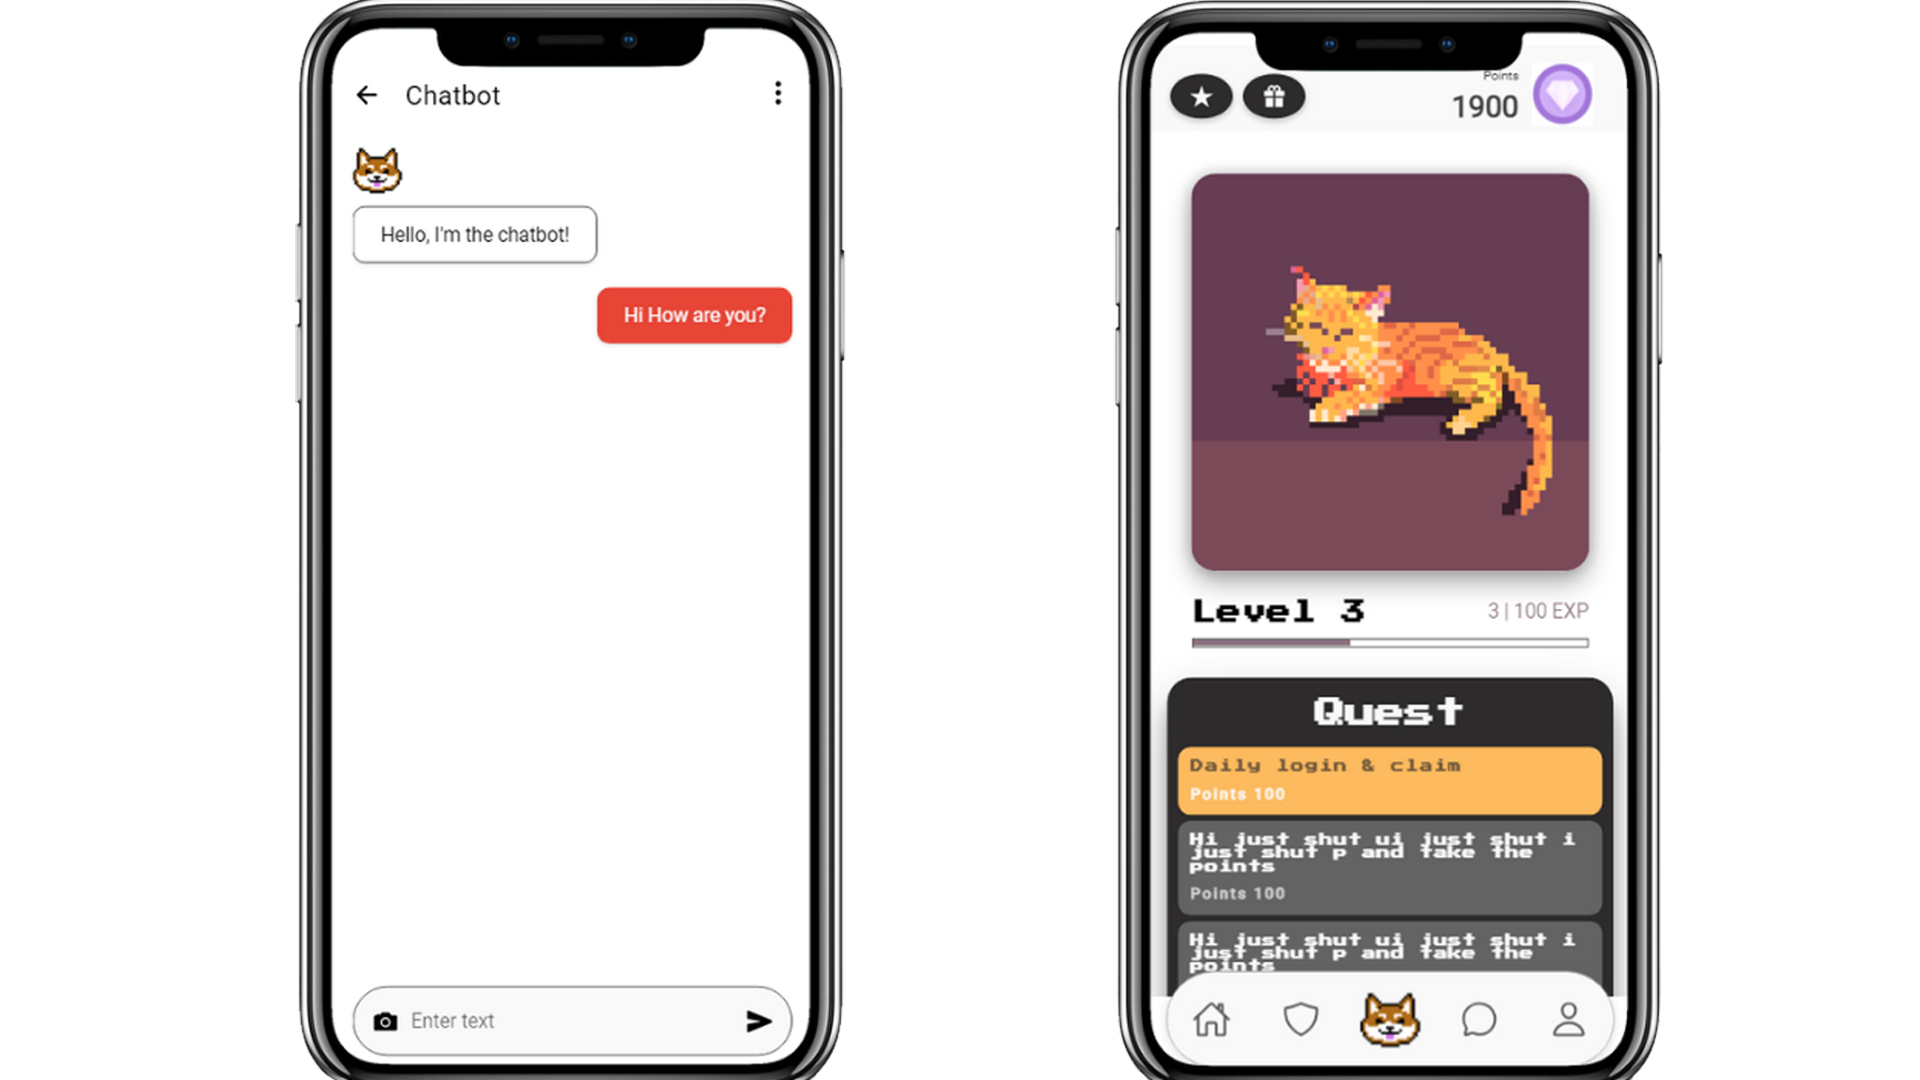 Chatbot
Hello, I'm the chatbot!
Hi How are you?
Enter text
Points
1900
Level 3
3 | 100 EXP
Quest
Daily login & claim
Points 100
Hi just shut ui just shut i
just shut p and take the
points
Points 100
Hi just shut ui just shut i
just shut p and take the
points